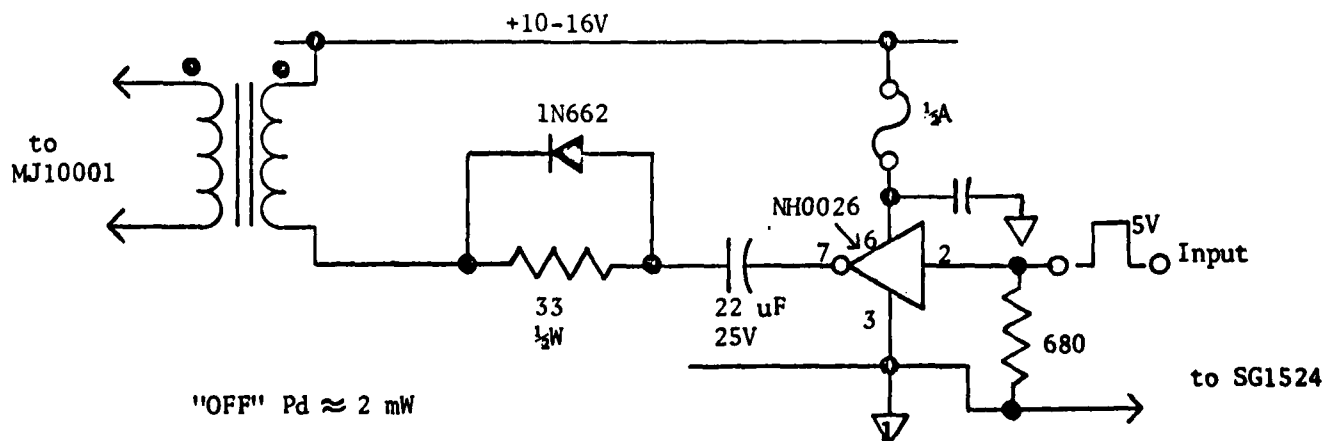 +10-16V
to
MJ10001
1N662
½A
NH0026
6
7
2
5V
Input
33
½W
22 uF
25V
3
680
to SG1524
"OFF" Pd ≈ 2 mW
1